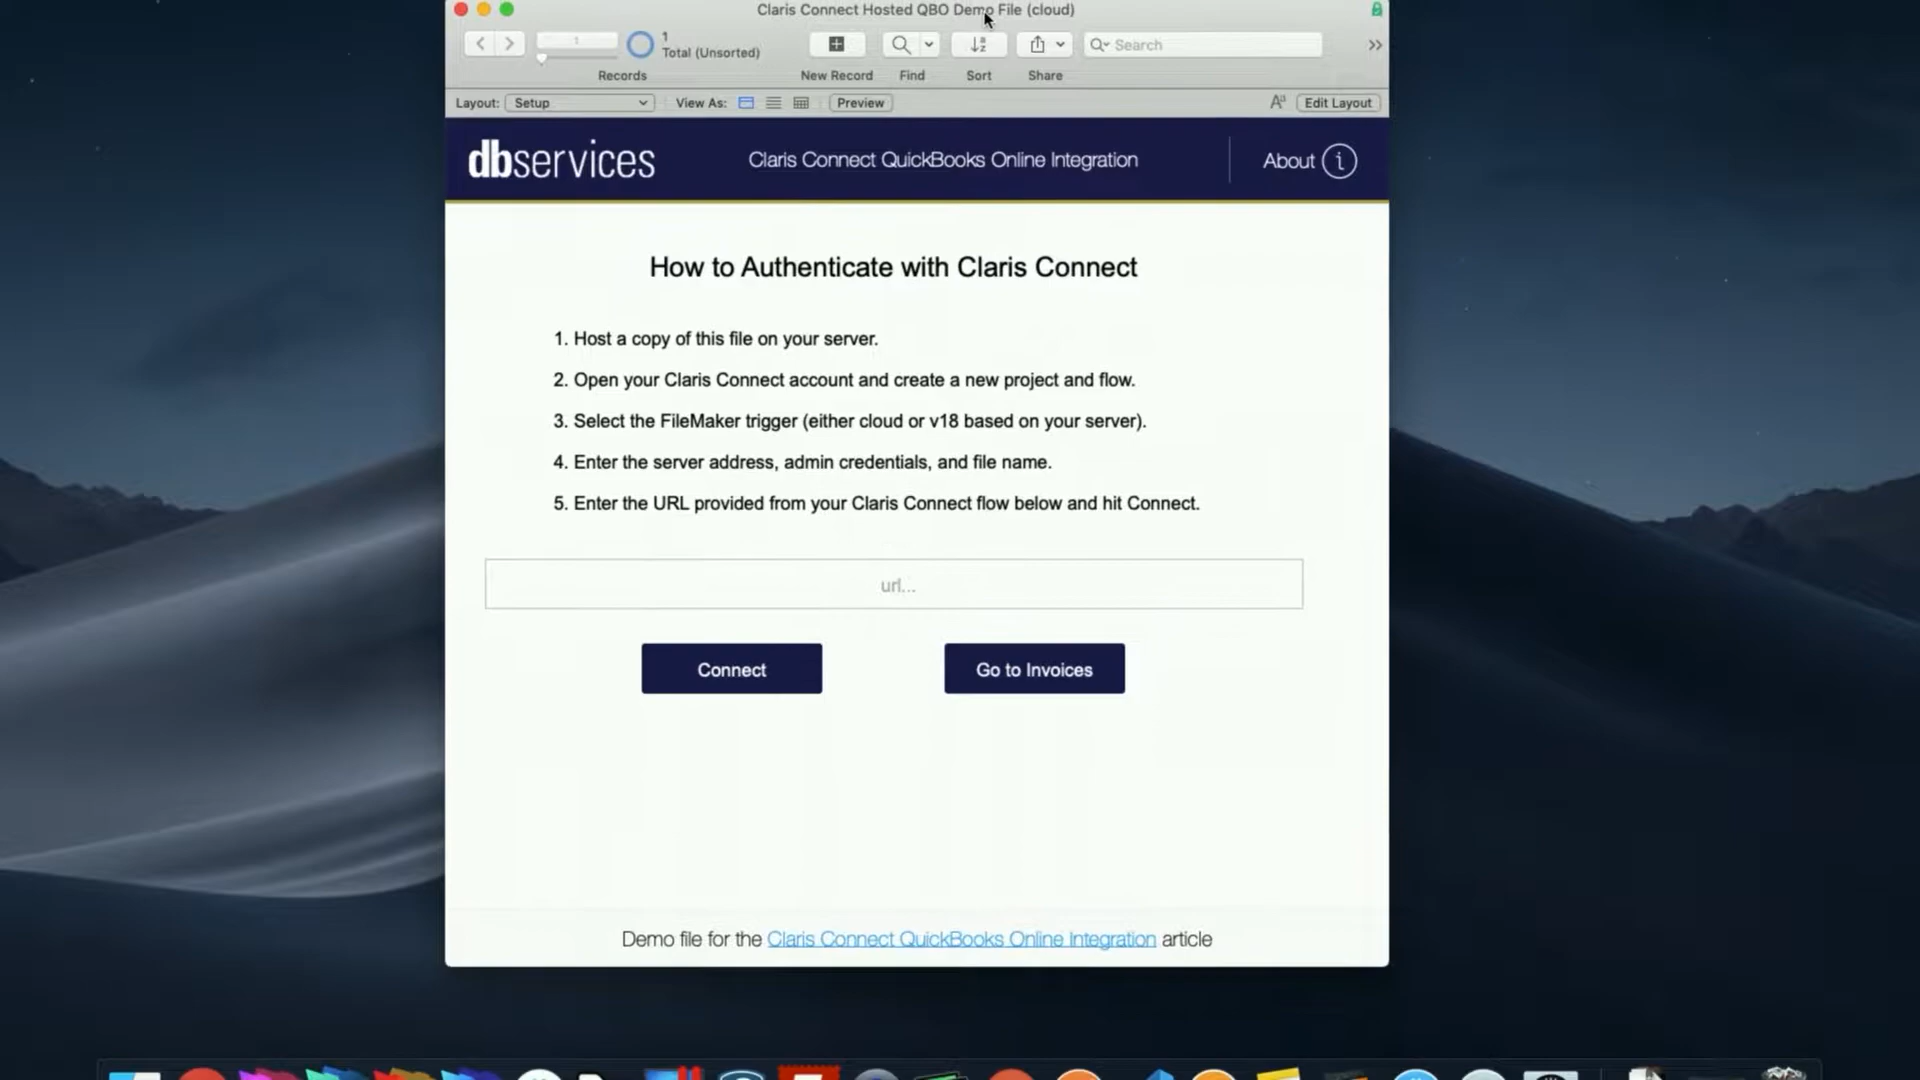 Claris Connect Hosted QBO Demo File (cloud)
1
1
Total (Unsorted)
Search
Records
New Record
Find
Sort
Share
Layout: Setup
View As:
Preview
Edit Layout
dbservices
Claris Connect QuickBooks Online Integration
About
How to Authenticate with Claris Connect
1. Host a copy of this file on your server.
2. Open your Claris Connect account and create a new project and flow.
3. Select the FileMaker trigger (either cloud or v18 based on your server).
4. Enter the server address, admin credentials, and file name.
5. Enter the URL provided from your Claris Connect flow below and hit Connect.
url...
Connect
Go to Invoices
Demo file for the Claris Connect QuickBooks Online Integration article